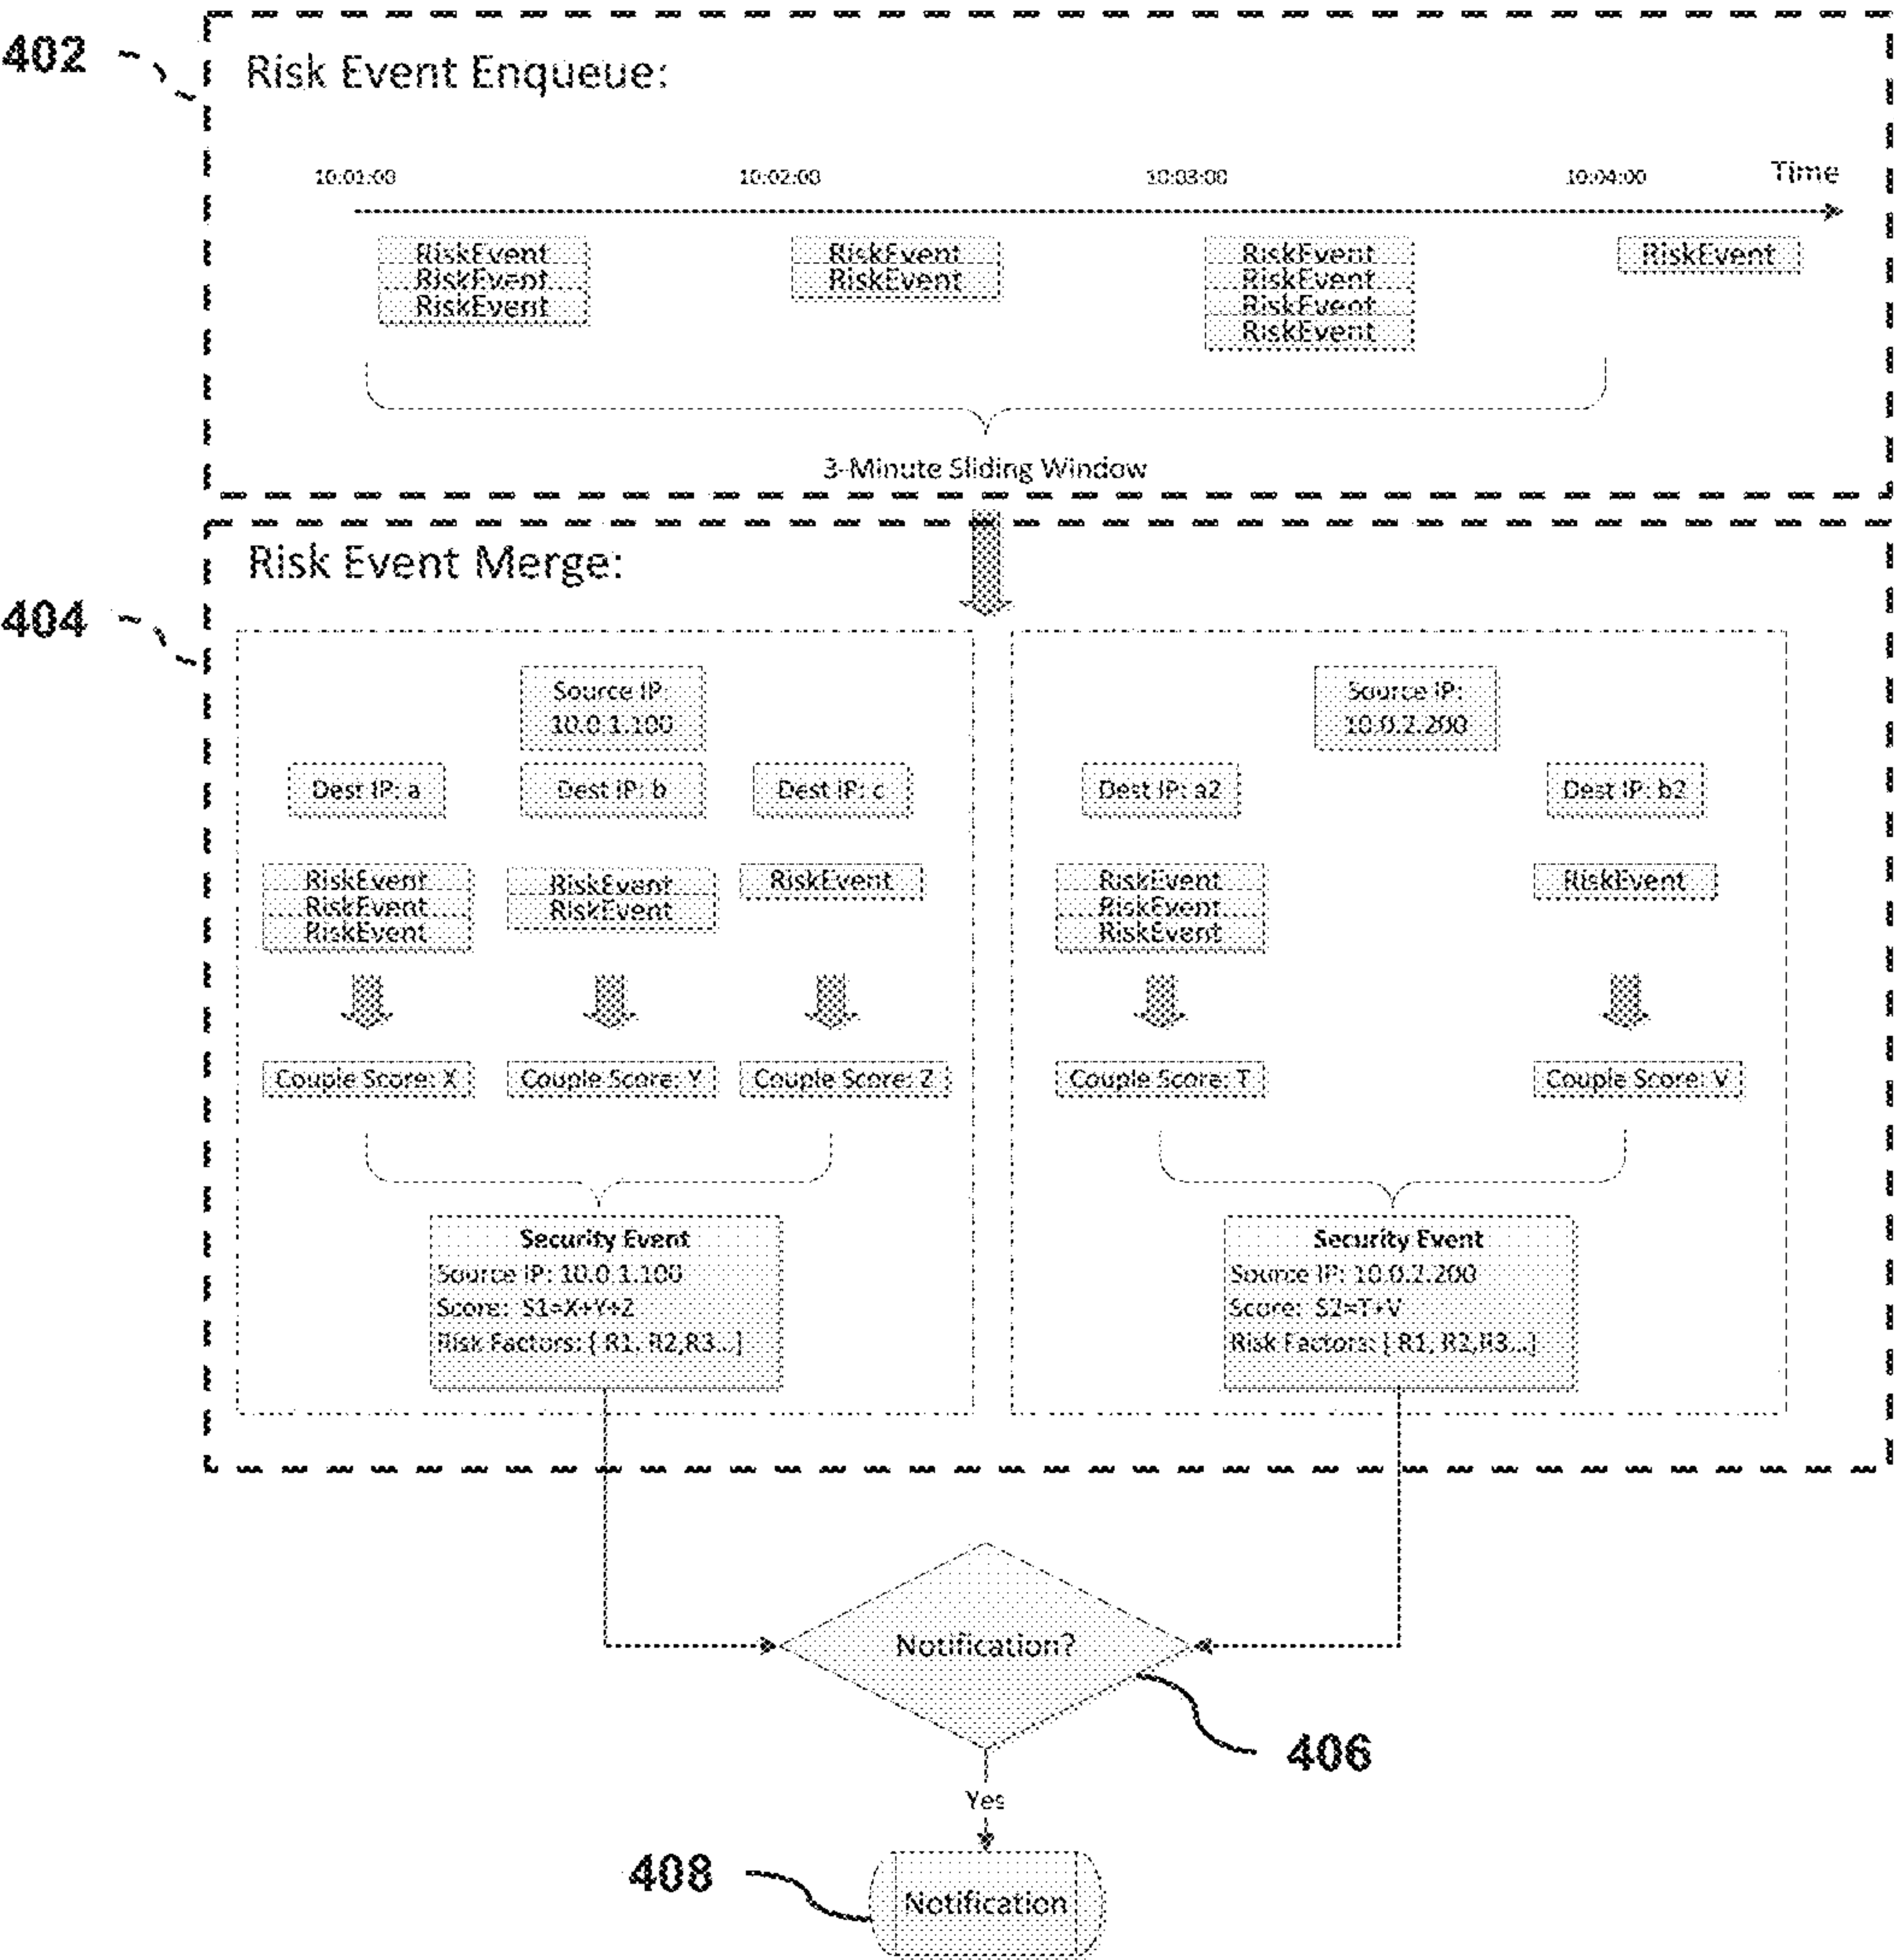 402
Risk Event Enqueue:
10:01:00 10:02:00 10:03:00 10:04:00 Time
RiskEvent RiskEvent RiskEvent RiskEvent
RiskEvent RiskEvent RiskEvent
RiskEvent RiskEvent
RiskEvent
3-Minute Sliding Window
Risk Event Merge:
404
Source IP: Source IP:
10.0.1.100 10.0.2.200
Dest IP: a Dest IP: b Dest IP: c Dest IP: a2 Dest IP: b2
RiskEvent RiskEvent RiskEvent RiskEvent RiskEvent
RiskEvent RiskEvent RiskEvent
RiskEvent RiskEvent
Couple Score: X Couple Score: Y Couple Score: Z Couple Score: T Couple Score: V
Security Event Security Event
Source IP: 10.0.1.100 Source IP: 10.0.2.200
Score: S1=X+Y+Z Score: S2=T+V
Risk Factors: [ R1, R2,R3...] Risk Factors: [ R1, R2,R3...]
Notification?
406
Yes
408
Notification